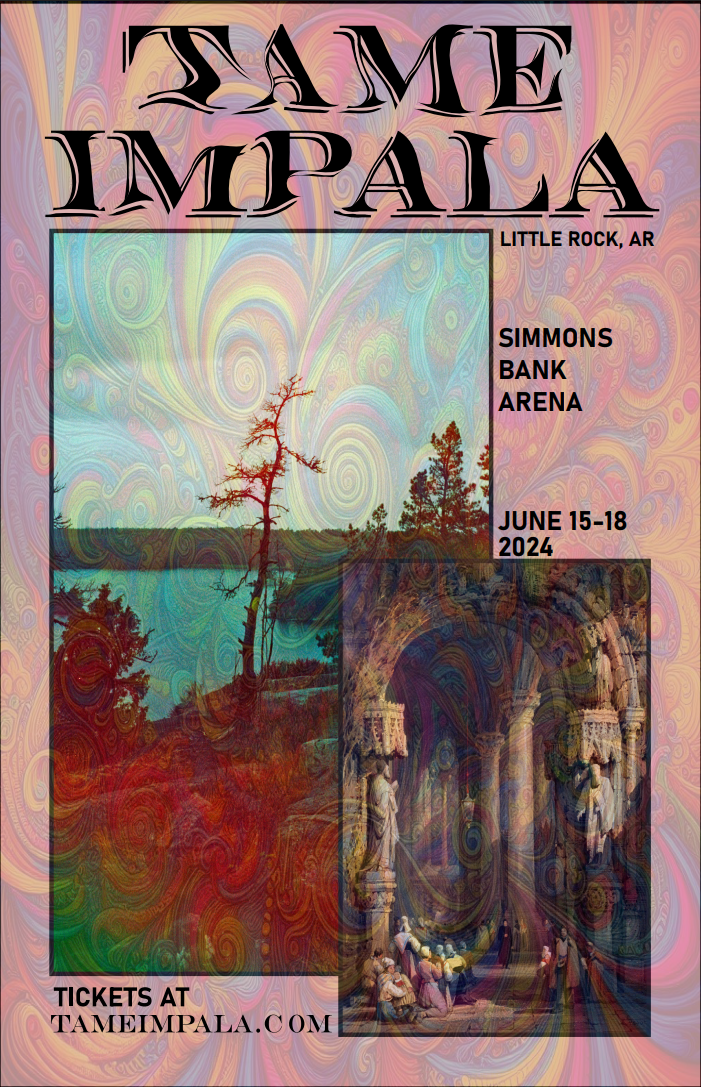 TAME
IMPALA
LITTLE ROCK, AR
SIMMONS
BANK
ARENA
JUNE 15-18
2024
TICKETS AT
TAMEIMPALA.COM